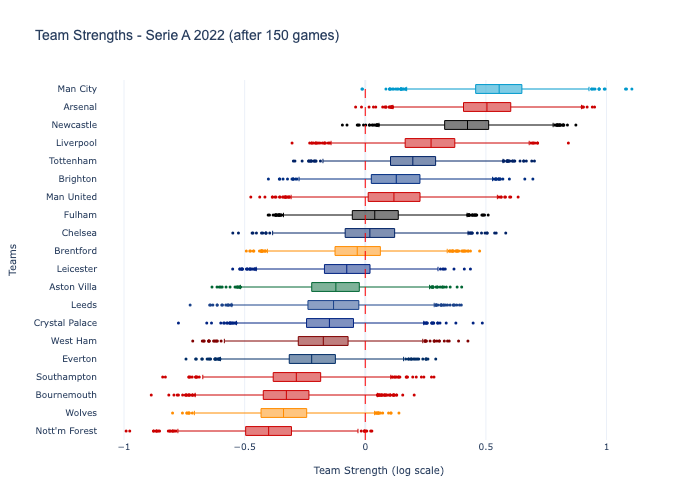 Team Strengths - Serie A 2022 (after 150 games)
Man City
Arsenal
Newcastle
Liverpool
Tottenham
Brighton
Man United
Fulham
Chelsea
Brentford
Leicester
Aston Villa
Leeds
Crystal Palace
West Ham
Everton
Southampton
Bournemouth
Wolves
Nott'm Forest
Teams
−1
−0.5
0
0.5
1
Team Strength (log scale)